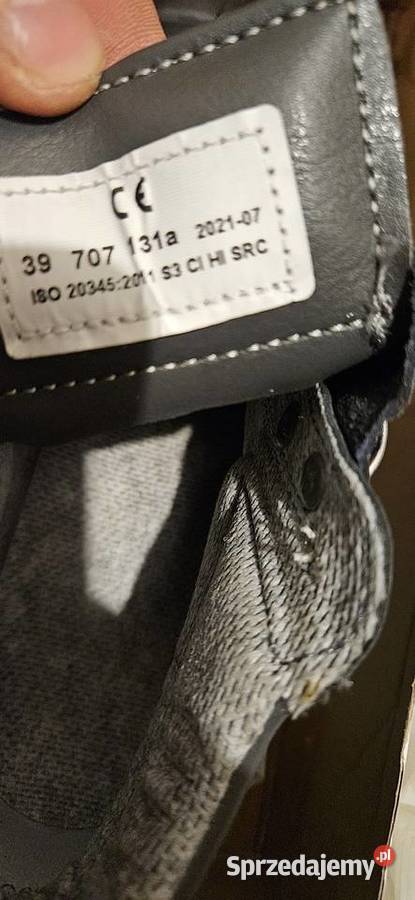 CE
39 707 131a 2021-07
ISO 20345:2011 S3 CI HI SRC
Sprzedajemy.pl